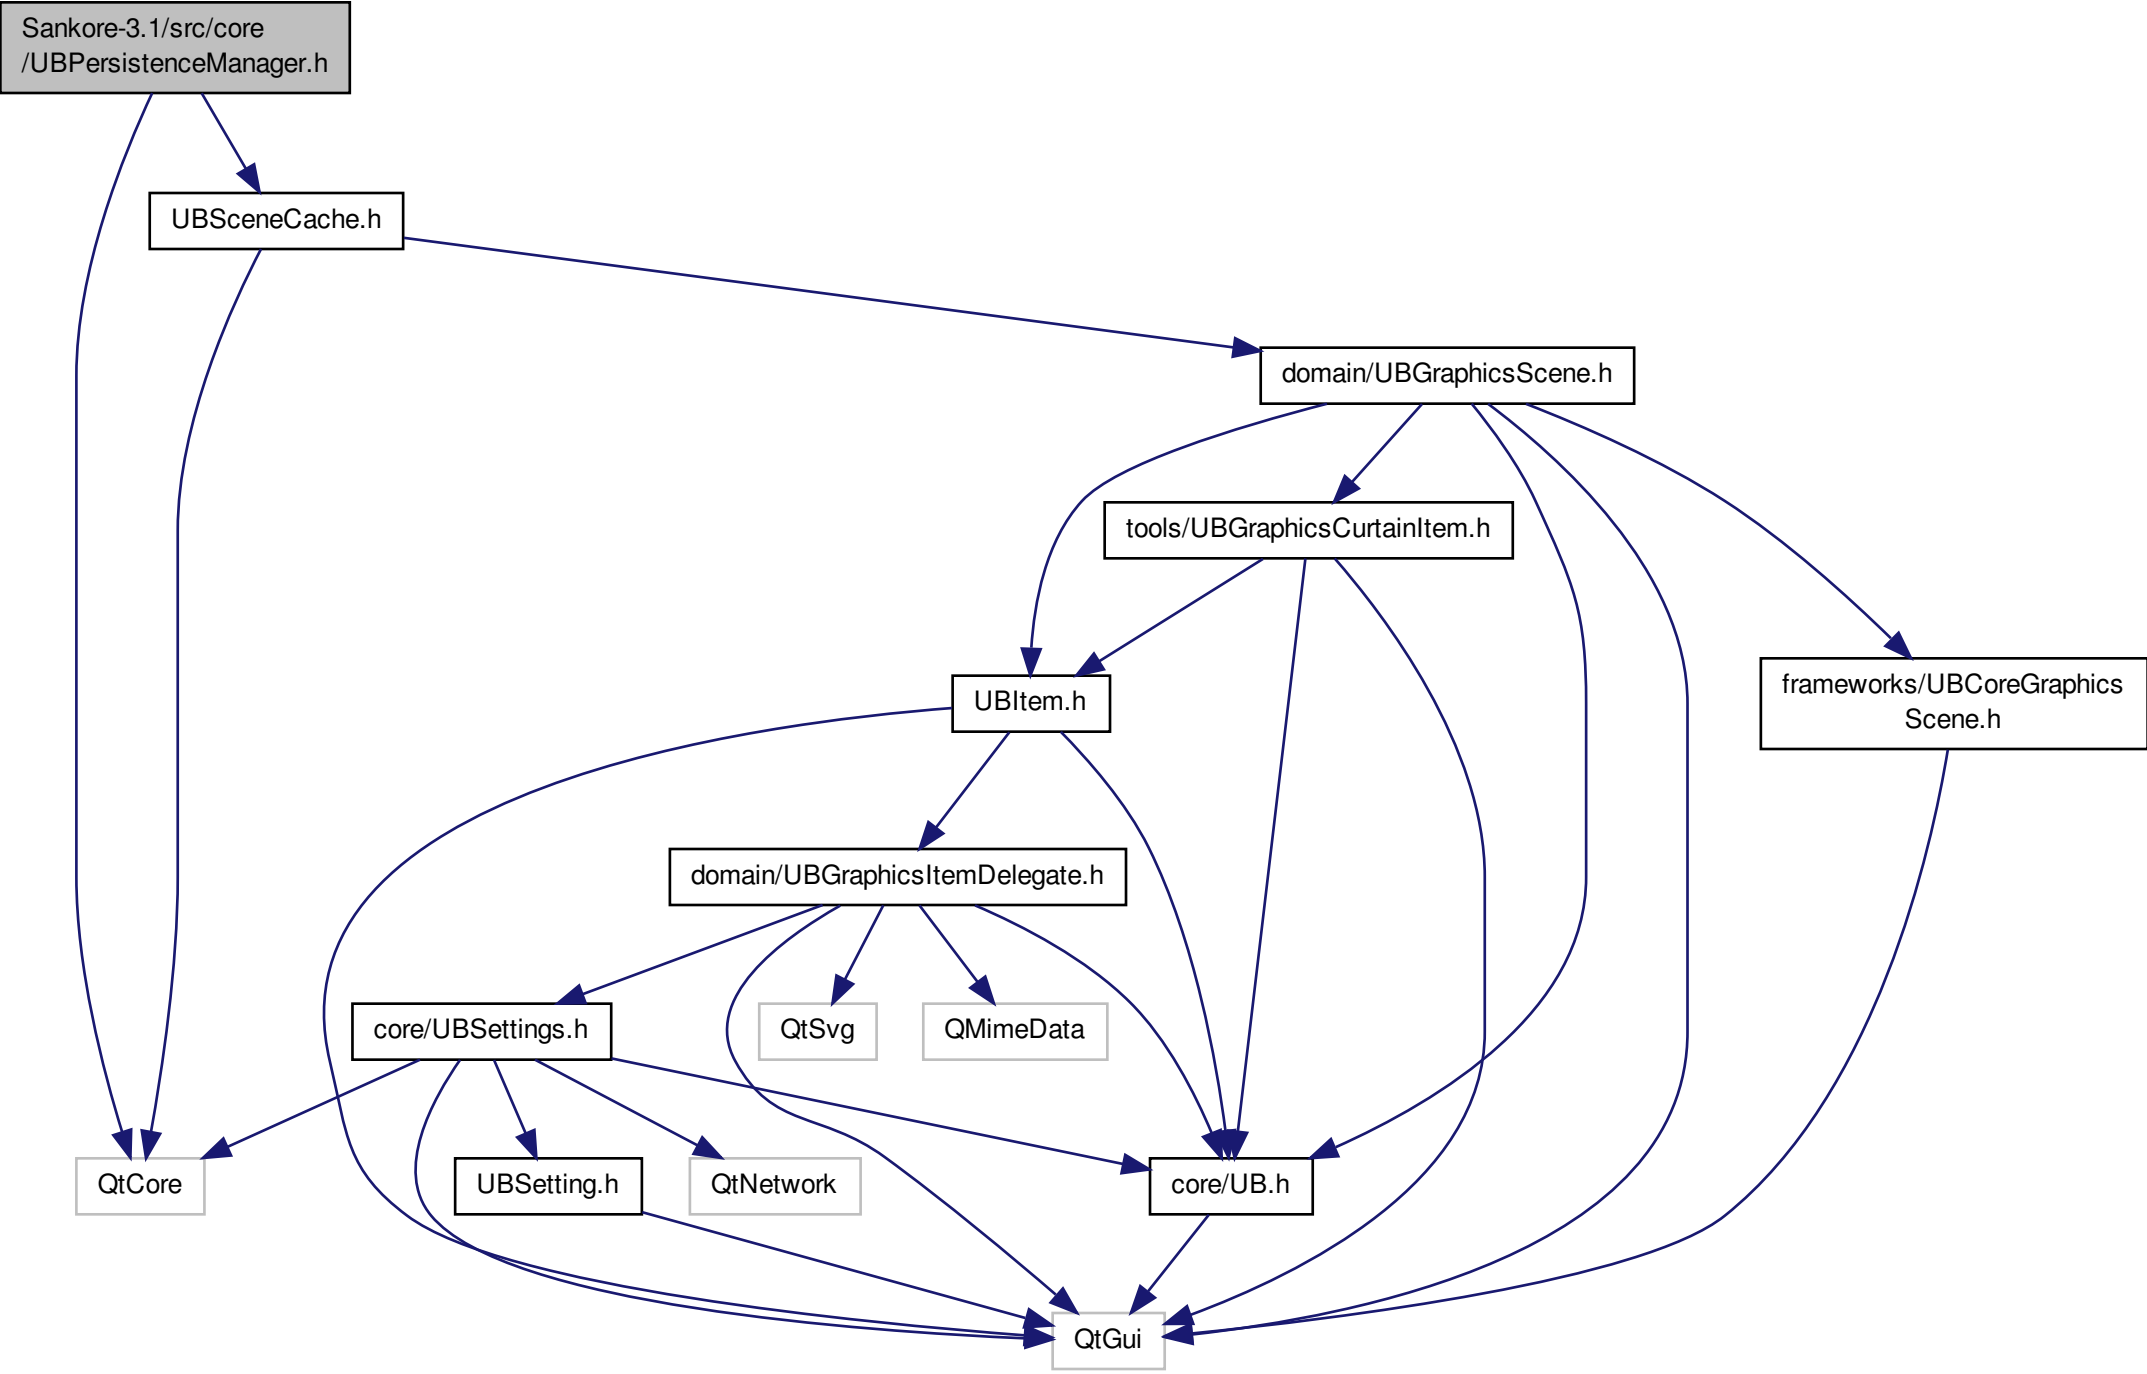 Sankore-3.1/src/core
/UBPersistenceManager.h
UBSceneCache.h
domain/UBGraphicsScene.h
tools/UBGraphicsCurtainItem.h
UBItem.h
frameworks/UBCoreGraphics
Scene.h
domain/UBGraphicsItemDelegate.h
core/UBSettings.h
QtSvg
QMimeData
QtCore
UBSetting.h
QtNetwork
core/UB.h
QtGui